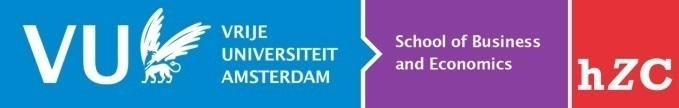 VU
VRIJE
UNIVERSITEIT
AMSTERDAM
School of Business
and Economics
hZC